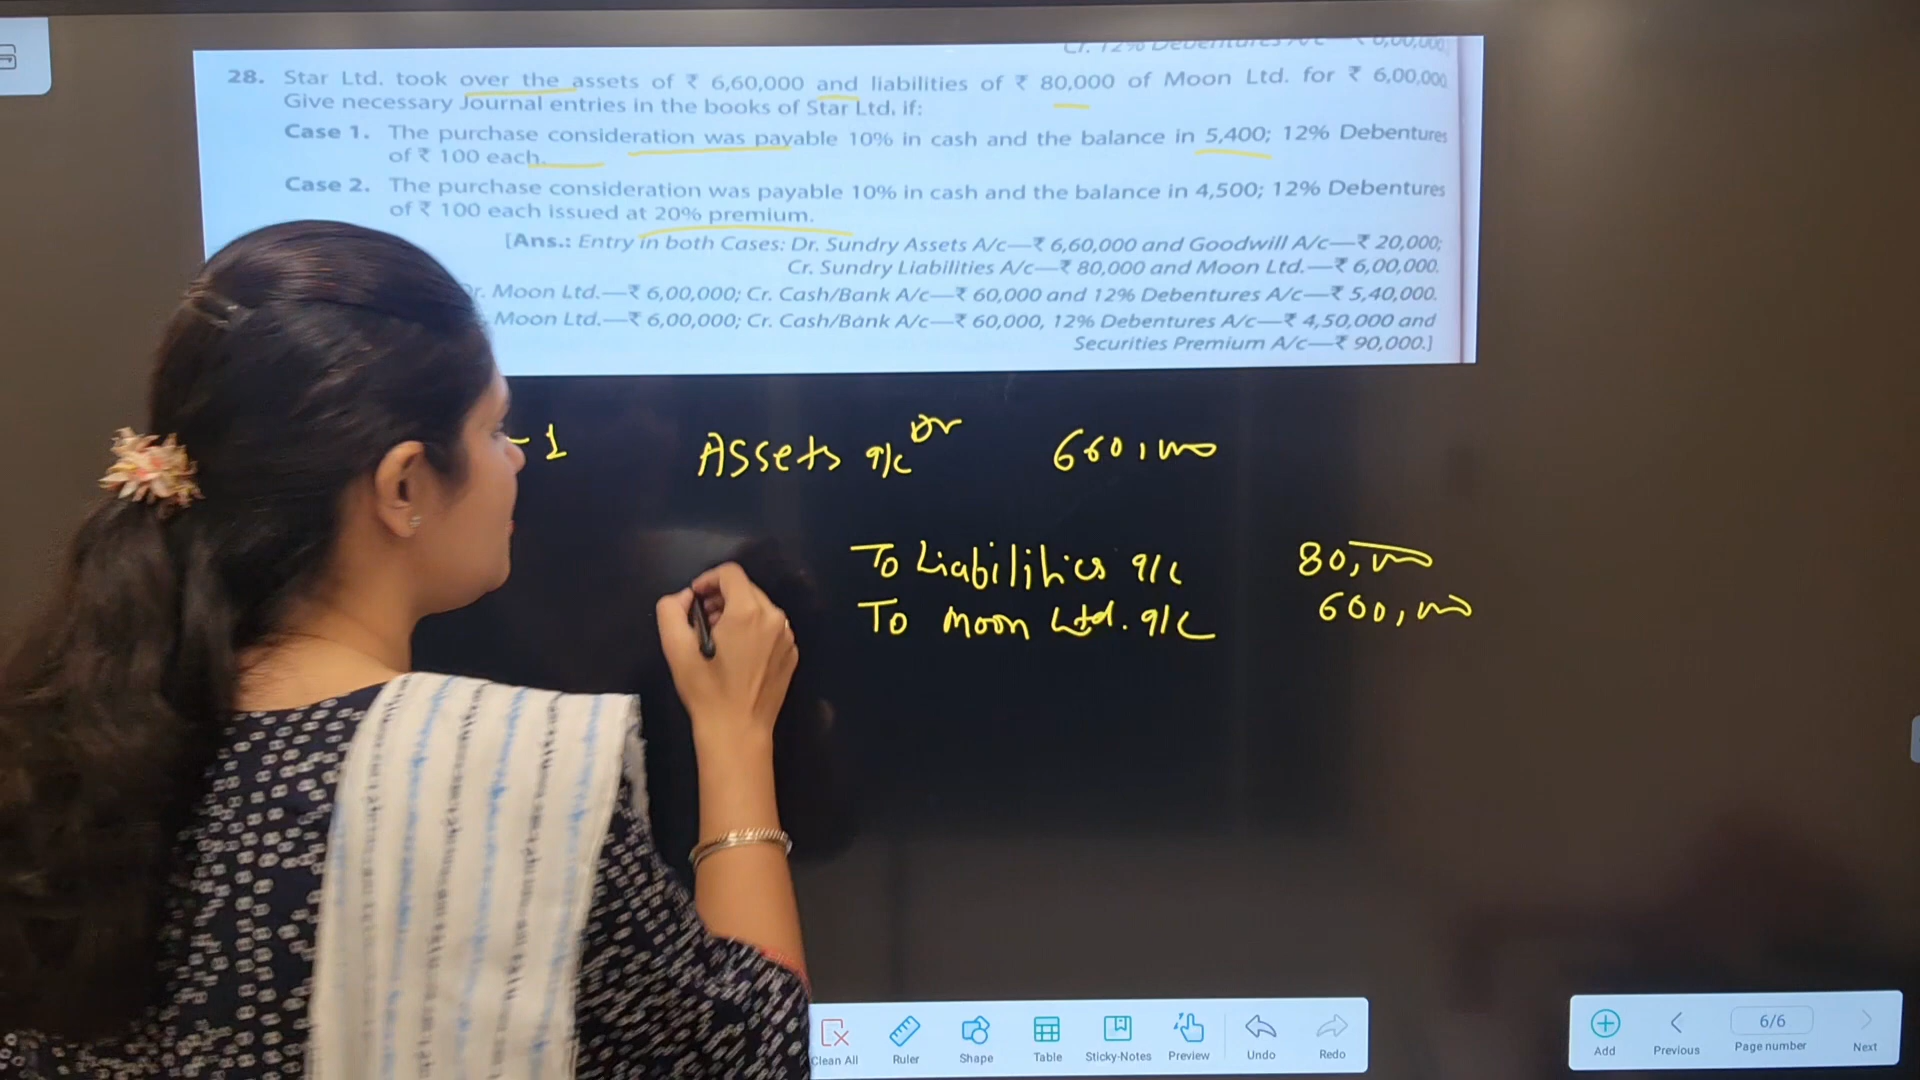 28. Star Ltd. took over the assets of ₹ 6,60,000 and liabilities of ₹ 80,000 of Moon Ltd. for ₹ 6,00,000
Give necessary Journal entries in the books of Star Ltd. if:
Case 1. The purchase consideration was payable 10% in cash and the balance in 5,400; 12% Debentures
of ₹ 100 each.
Case 2. The purchase consideration was payable 10% in cash and the balance in 4,500; 12% Debentures
of ₹ 100 each issued at 20% premium.
[Ans.: Entry in both Cases: Dr. Sundry Assets A/c—₹ 6,60,000 and Goodwill A/c—₹ 20,000;
Cr. Sundry Liabilities A/c—₹ 80,000 and Moon Ltd.—₹ 6,00,000.
Moon Ltd.—₹ 6,00,000; Cr. Cash/Bank A/c—₹ 60,000 and 12% Debentures A/c—₹ 5,40,000.
Moon Ltd.—₹ 6,00,000; Cr. Cash/Bank A/c—₹ 60,000, 12% Debentures A/c—₹ 4,50,000 and
Securities Premium A/c—₹ 90,000.]
- 1 Assets a/c Dr 660,000
To Liabilities a/c 80,000
To Moon Ltd. a/c 600,000
Clean All Ruler Shape Table Sticky-Notes Preview Undo Redo
Add Previous 6/6 Page number Next